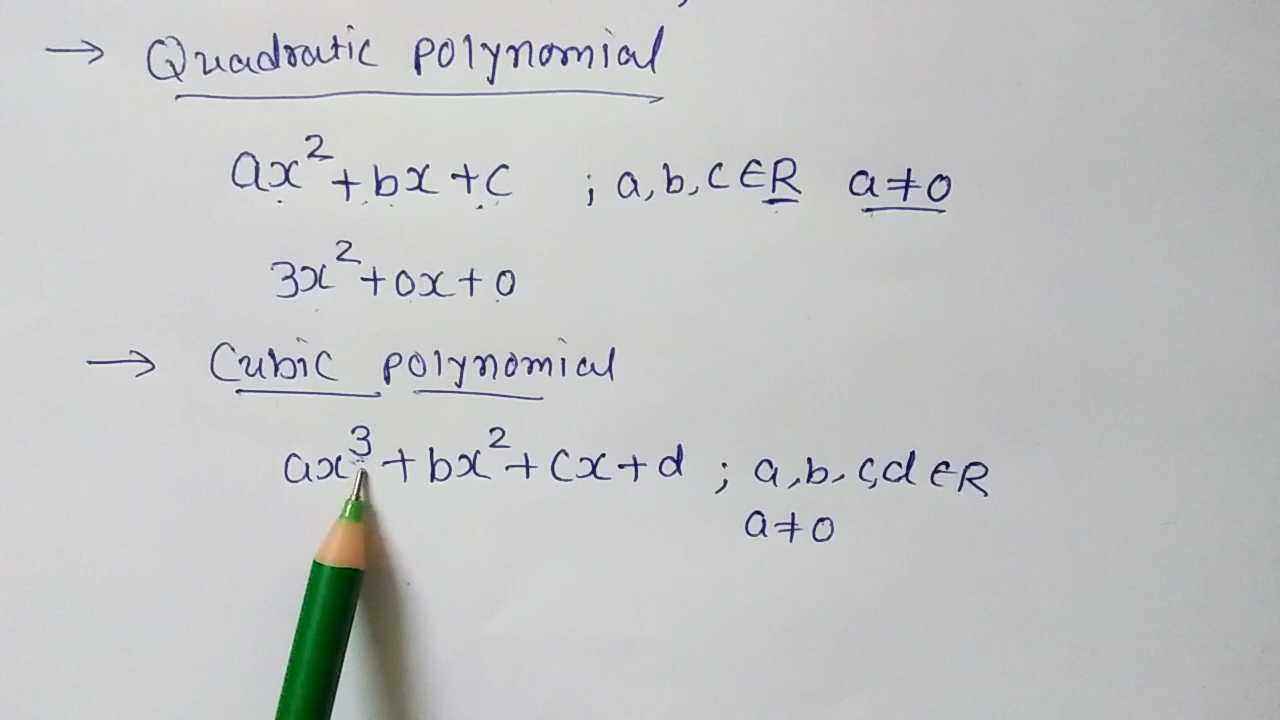 → Quadratic polynomial
ax² + bx + c ; a, b, c ∈ R a ≠ 0
3x² + 0x + 0
→ Cubic polynomial
ax³ + bx² + cx + d ; a, b, c, d ∈ R
a ≠ 0